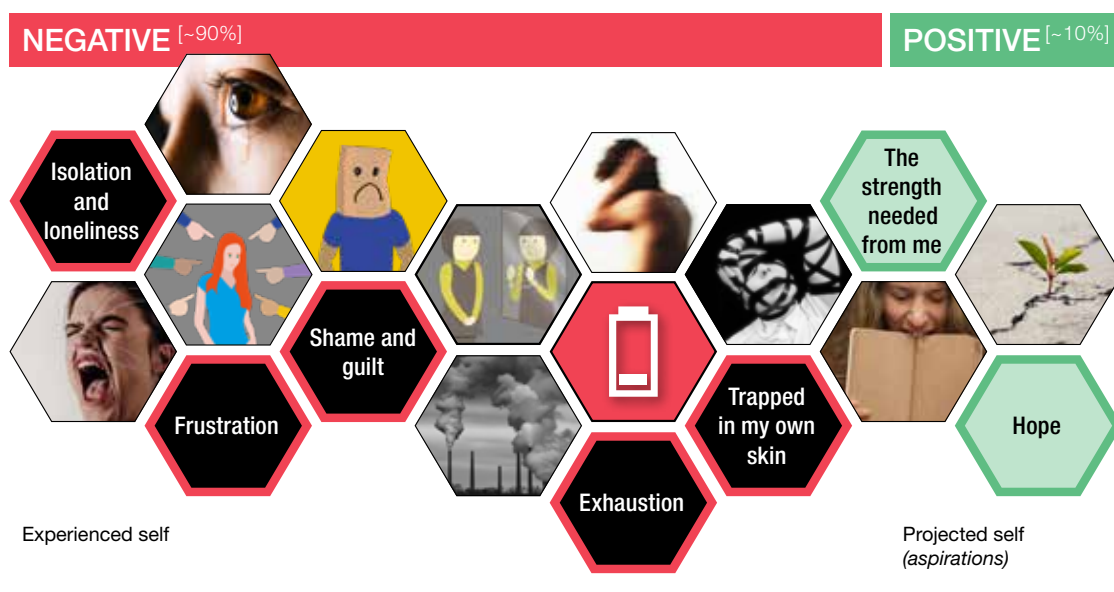 NEGATIVE [~90%]
POSITIVE [~10%]
Isolation
and
loneliness
The
strength
needed
from me
Shame and
guilt
Frustration
Trapped
in my own
skin
Hope
Exhaustion
Experienced self
Projected self
(aspirations)